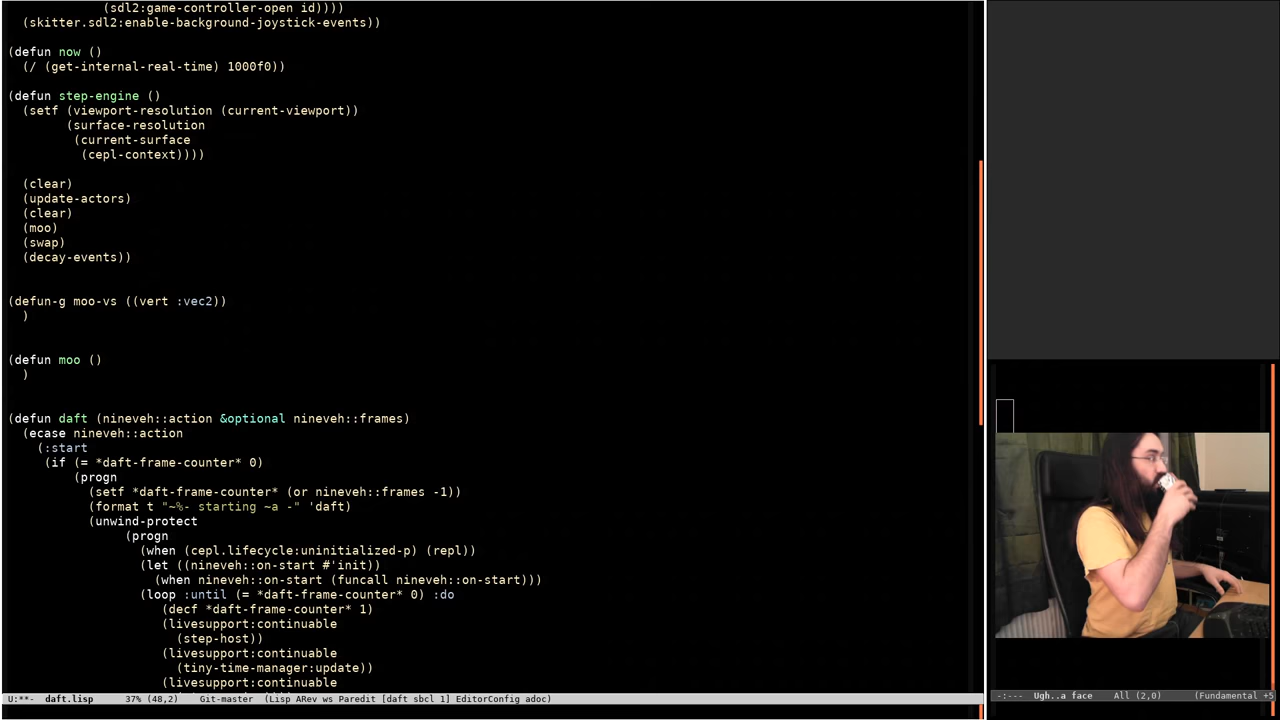 (sdl2:game-controller-open id))))
(skitter.sdl2:enable-background-joystick-events))
(defun now ()
(/ (get-internal-real-time) 1000f0))
(defun step-engine ()
(setf (viewport-resolution (current-viewport))
(surface-resolution
(current-surface
(cepl-context))))
(clear)
(update-actors)
(clear)
(moo)
(swap)
(decay-events))
(defun-g moo-vs ((vert :vec2))
)
(defun moo ()
)
(defun daft (nineveh::action &optional nineveh::frames)
(ecase nineveh::action
(:start
(if (= *daft-frame-counter* 0)
(progn
(setf *daft-frame-counter* (or nineveh::frames -1))
(format t "~%- starting ~a -" 'daft)
(unwind-protect
(progn
(when (cepl.lifecycle:uninitialized-p) (repl))
(let ((nineveh::on-start #'init))
(when nineveh::on-start (funcall nineveh::on-start)))
(loop :until (= *daft-frame-counter* 0) :do
(decf *daft-frame-counter* 1)
(livesupport:continuable
(step-host))
(livesupport:continuable
(tiny-time-manager:update))
(livesupport:continuable
U:**-  daft.lisp      37% (48,2)    Git-master  (Lisp ARev ws Paredit [daft sbcl 1] EditorConfig adoc)
-:---  Ugh..a face   All (2,0)     (Fundamental +5